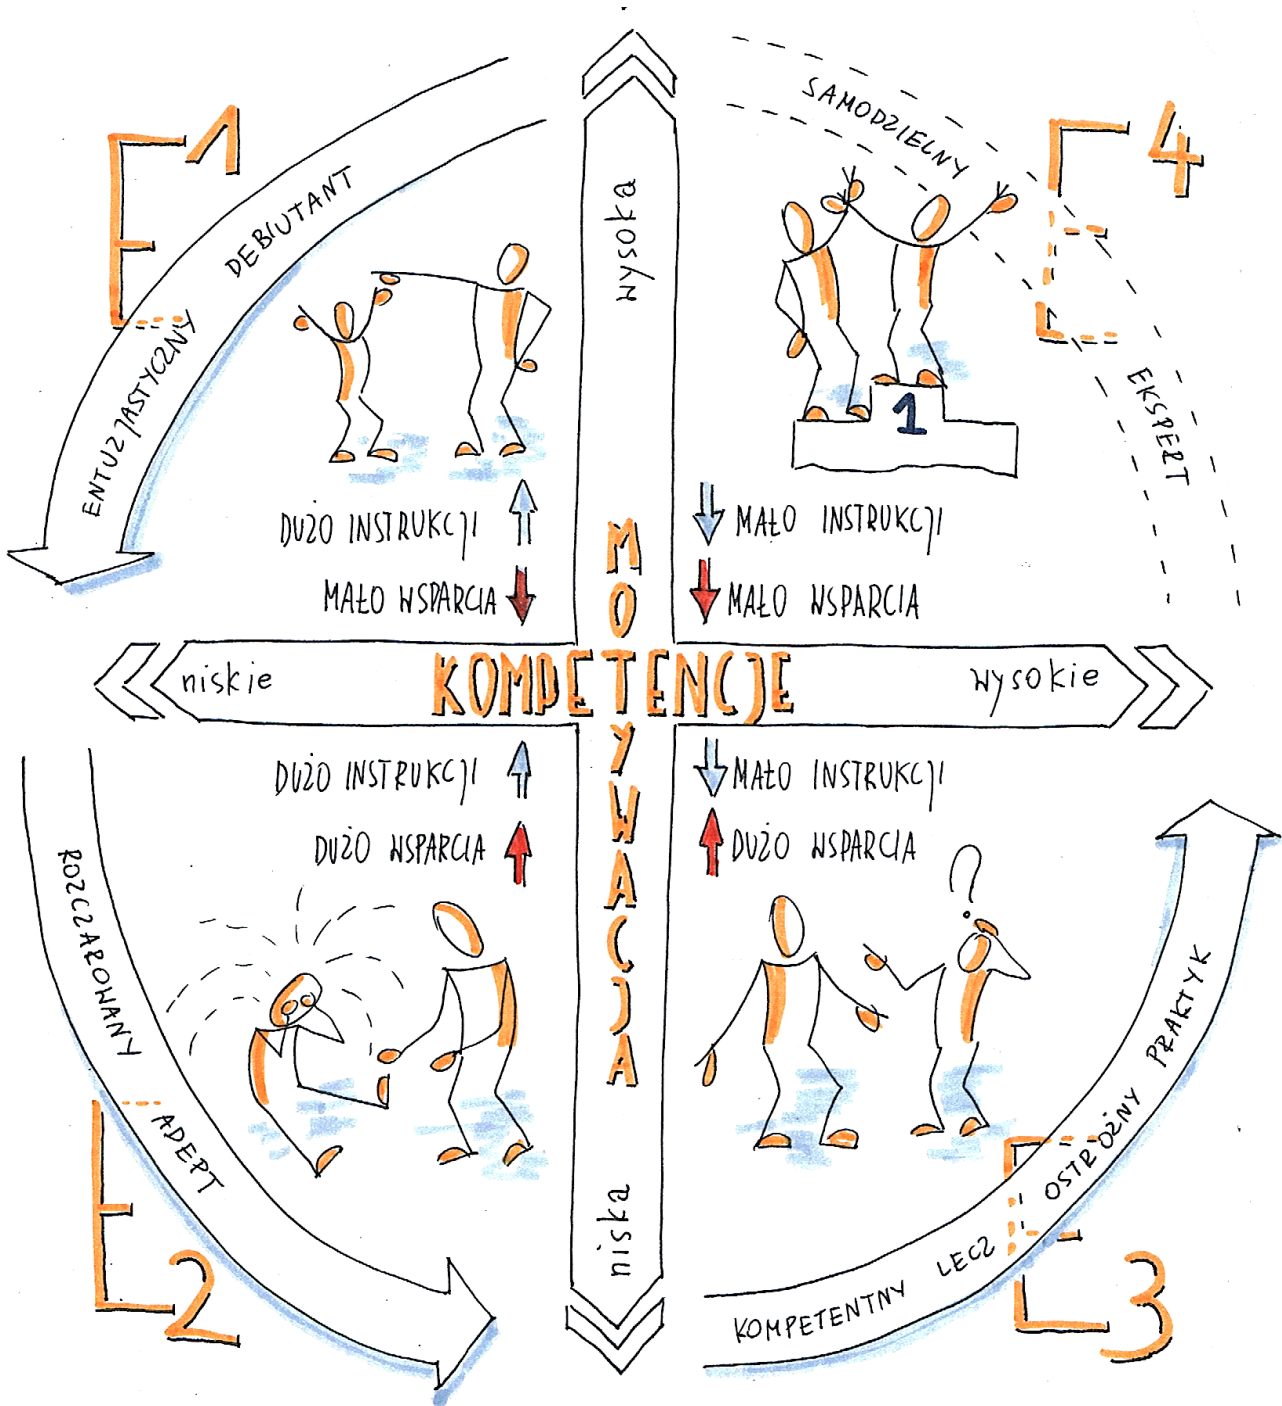 E1
ENTUZJASTYCZNY DEBIUTANT
wysoka
SAMODZIELNY EKSPERT
E4
1
DUŻO INSTRUKCJI
MAŁO WSPARCIA
MAŁO INSTRUKCJI
MAŁO WSPARCIA
niskie
KOMPETENCJE
wysokie
MOTYWACJA
DUŻO INSTRUKCJI
DUŻO WSPARCIA
MAŁO INSTRUKCJI
DUŻO WSPARCIA
?
ROZCZAROWANY ADEPT
E2
niska
KOMPETENTNY LECZ OSTROŻNY PRAKTYK
E3